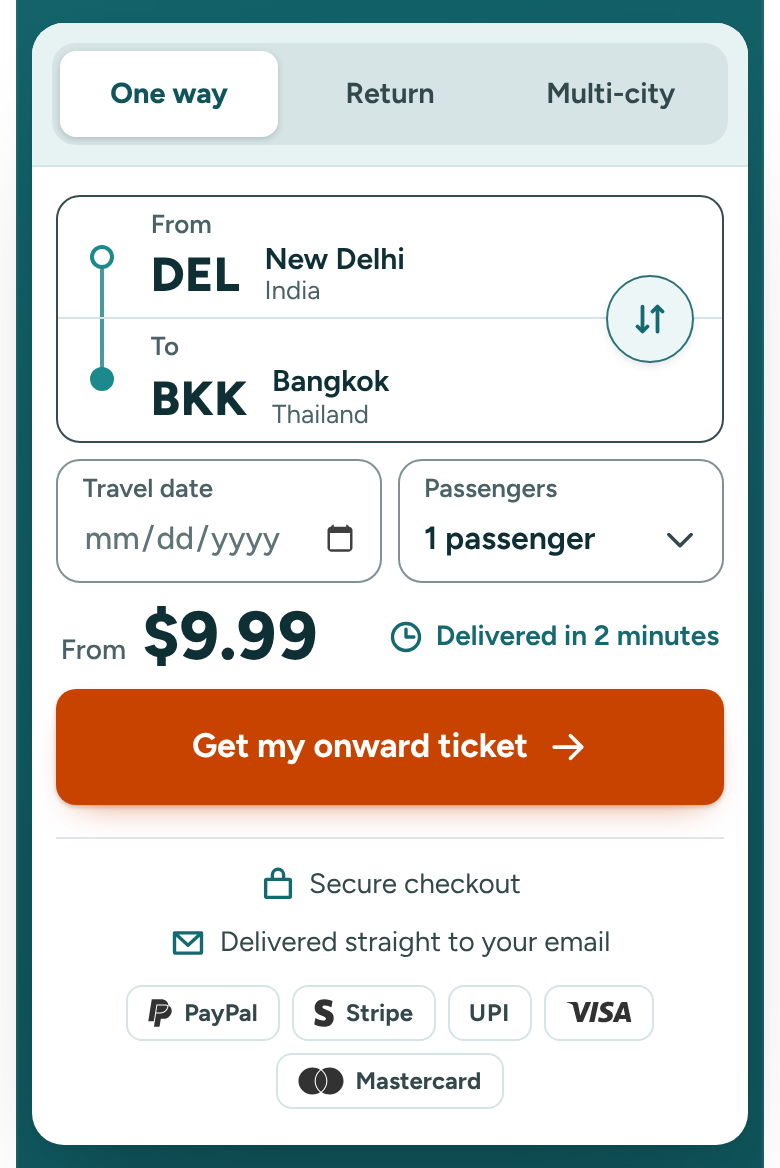 One way Return Multi-city
From
DEL New Delhi
India
To
BKK Bangkok
Thailand
Travel date
mm/dd/yyyy
Passengers
1 passenger
From $9.99 Delivered in 2 minutes
Get my onward ticket →
Secure checkout
Delivered straight to your email
PayPal Stripe UPI VISA
Mastercard